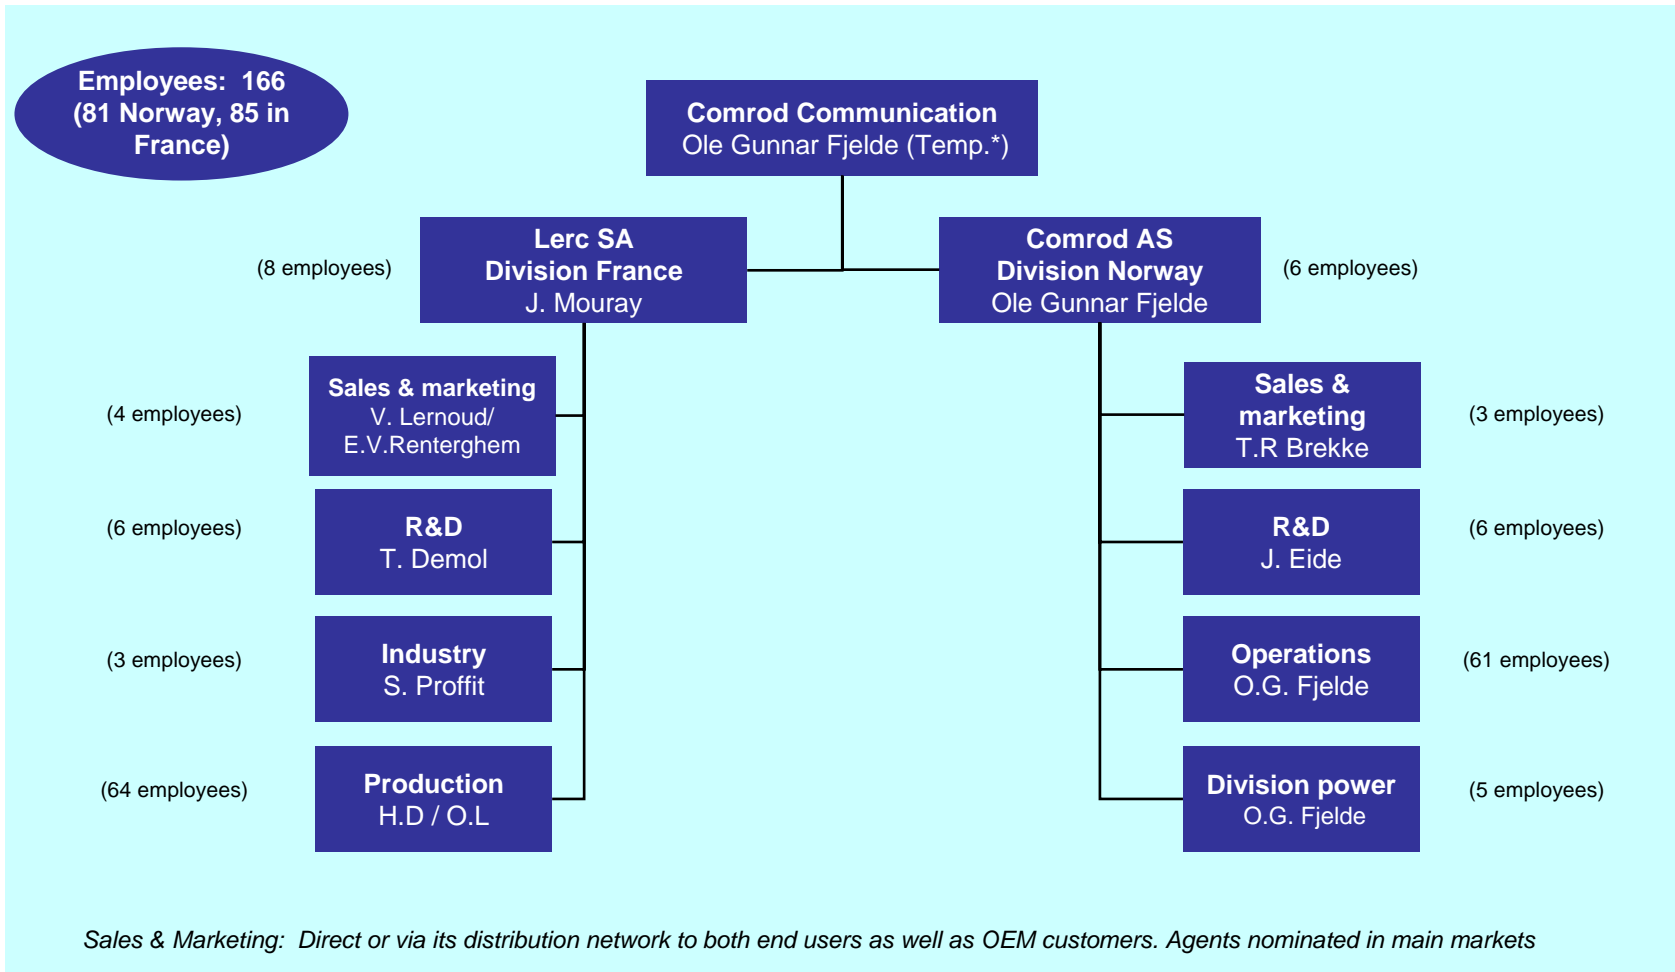 Employees: 166
(81 Norway, 85 in
France)
Comrod Communication
Ole Gunnar Fjelde (Temp.*)
Lerc SA
Division France
J. Mouray
(8 employees)
Comrod AS
Division Norway
Ole Gunnar Fjelde
(6 employees)
Sales & marketing
V. Lernoud/
E.V.Renterghem
(4 employees)
R&D
T. Demol
(6 employees)
Industry
S. Proffit
(3 employees)
Production
H.D / O.L
(64 employees)
Sales &
marketing
T.R Brekke
(3 employees)
R&D
J. Eide
(6 employees)
Operations
O.G. Fjelde
(61 employees)
Division power
O.G. Fjelde
(5 employees)
Sales & Marketing: Direct or via its distribution network to both end users as well as OEM customers. Agents nominated in main markets